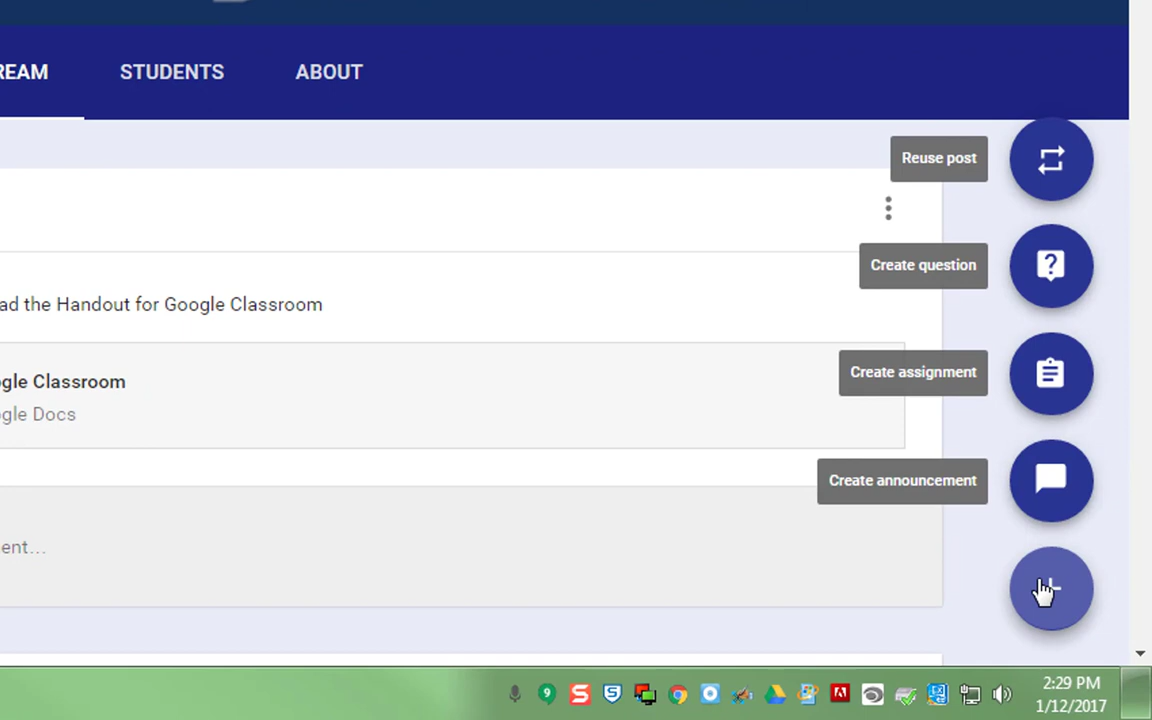 REAM STUDENTS ABOUT
Reuse post
Create question
ad the Handout for Google Classroom
Create assignment
gle Classroom
gle Docs
Create announcement
ent...
9
2:29 PM
1/12/2017